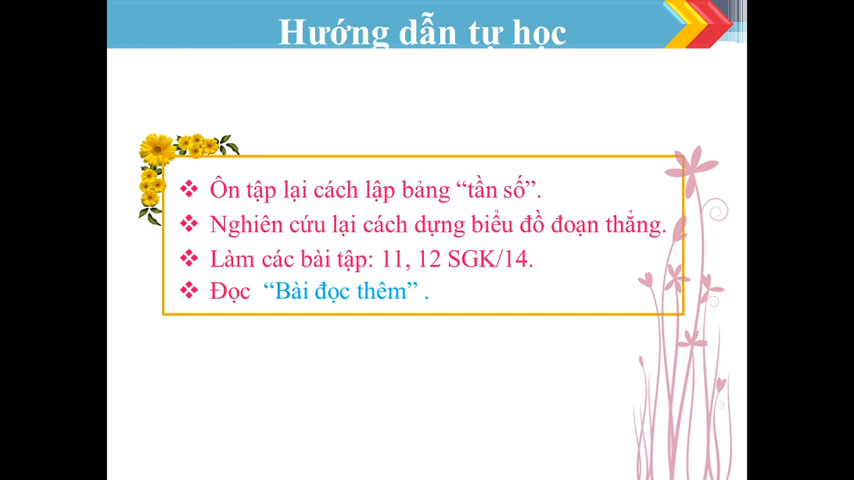 Hướng dẫn tự học
❖ Ôn tập lại cách lập bảng “tần số”.
❖ Nghiên cứu lại cách dựng biểu đồ đoạn thẳng.
❖ Làm các bài tập: 11, 12 SGK/14.
❖ Đọc “Bài đọc thêm” .